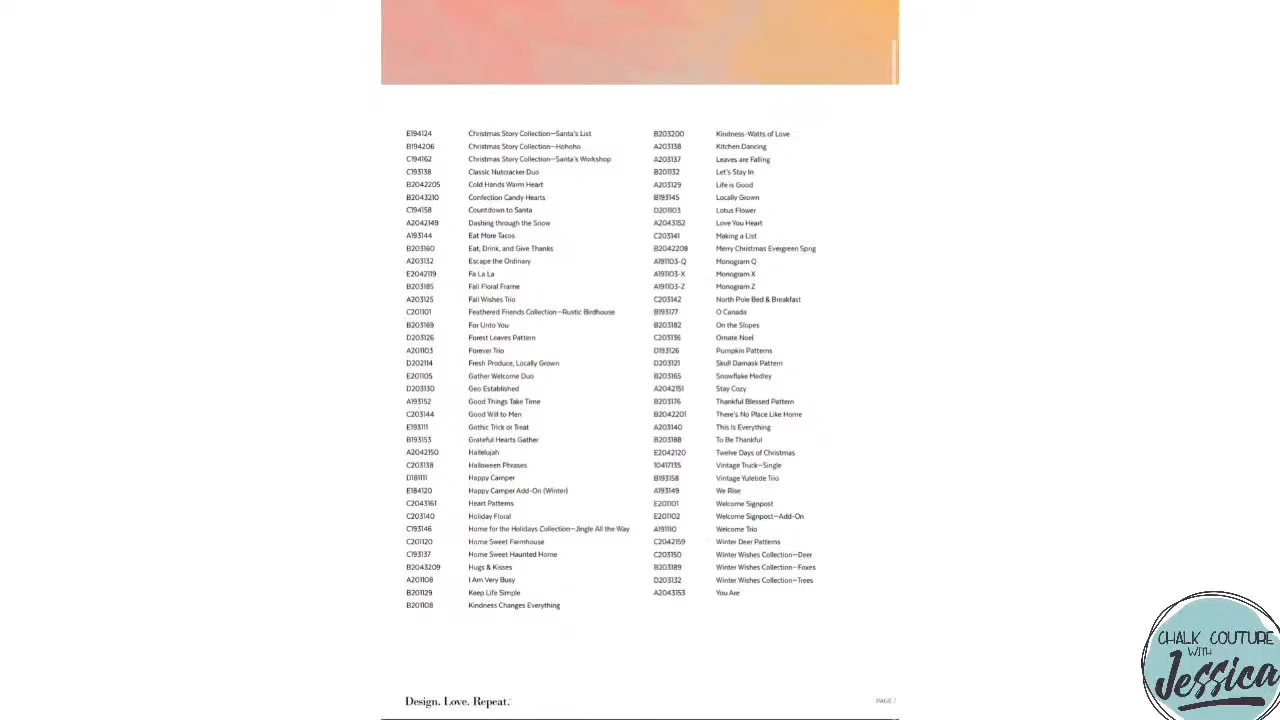 E194124 Christmas Story Collection—Santa's List
B194206 Christmas Story Collection—Hohoho
C194162 Christmas Story Collection—Santa's Workshop
C193138 Classic Nutcracker Duo
B2042205 Cold Hands Warm Heart
B2043210 Confection Candy Hearts
C194158 Countdown to Santa
A2042149 Dashing through the Snow
A193144 Eat More Tacos
B203160 Eat, Drink, and Give Thanks
A203132 Escape the Ordinary
E2042119 Fa La La
B203185 Fall Floral Frame
A203125 Fall Wishes Trio
C201101 Feathered Friends Collection—Rustic Birdhouse
B203169 For Unto You
D203126 Forest Leaves Pattern
A201103 Forever Trio
D202114 Fresh Produce, Locally Grown
E201105 Gather Welcome Duo
D203130 Geo Established
A193152 Good Things Take Time
C203144 Good Will to Men
E193111 Gothic Trick or Treat
B193153 Grateful Hearts Gather
A2042150 Hallelujah
C203138 Halloween Phrases
D181111 Happy Camper
E184120 Happy Camper Add-On (Winter)
C2043161 Heart Patterns
C203140 Holiday Floral
C193146 Home for the Holidays Collection—Jingle All the Way
C201120 Home Sweet Farmhouse
C193137 Home Sweet Haunted Home
B2043209 Hugs & Kisses
A201108 I Am Very Busy
B201129 Keep Life Simple
B201108 Kindness Changes Everything
B203200 Kindness-Watts of Love
A203138 Kitchen Dancing
A203137 Leaves are Falling
B201132 Let's Stay In
A203129 Life is Good
B193145 Locally Grown
D201103 Lotus Flower
A2043152 Love You Heart
C203141 Making a List
B2042208 Merry Christmas Evergreen Sprig
A191103-Q Monogram Q
A191103-X Monogram X
A191103-Z Monogram Z
C203142 North Pole Bed & Breakfast
B193177 O Canada
B203182 On the Slopes
C203136 Ornate Noel
D193126 Pumpkin Patterns
D203121 Skull Damask Pattern
B203165 Snowflake Medley
A2042151 Stay Cozy
B203176 Thankful Blessed Pattern
B2042201 There's No Place Like Home
A203140 This Is Everything
B203188 To Be Thankful
E2042120 Twelve Days of Christmas
10417135 Vintage Truck—Single
B193158 Vintage Yuletide Trio
A193149 We Rise
E201101 Welcome Signpost
E201102 Welcome Signpost—Add-On
A191110 Welcome Trio
C2042159 Winter Deer Patterns
C203150 Winter Wishes Collection—Deer
B203189 Winter Wishes Collection—Foxes
D203132 Winter Wishes Collection—Trees
A2043153 You Are
CHALK COUTURE
WITH
Jessica
Design. Love. Repeat.
PAGE